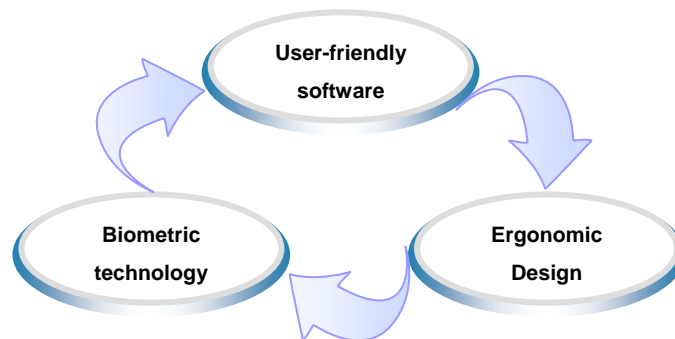 User-friendly
software
Biometric
technology
Ergonomic
Design